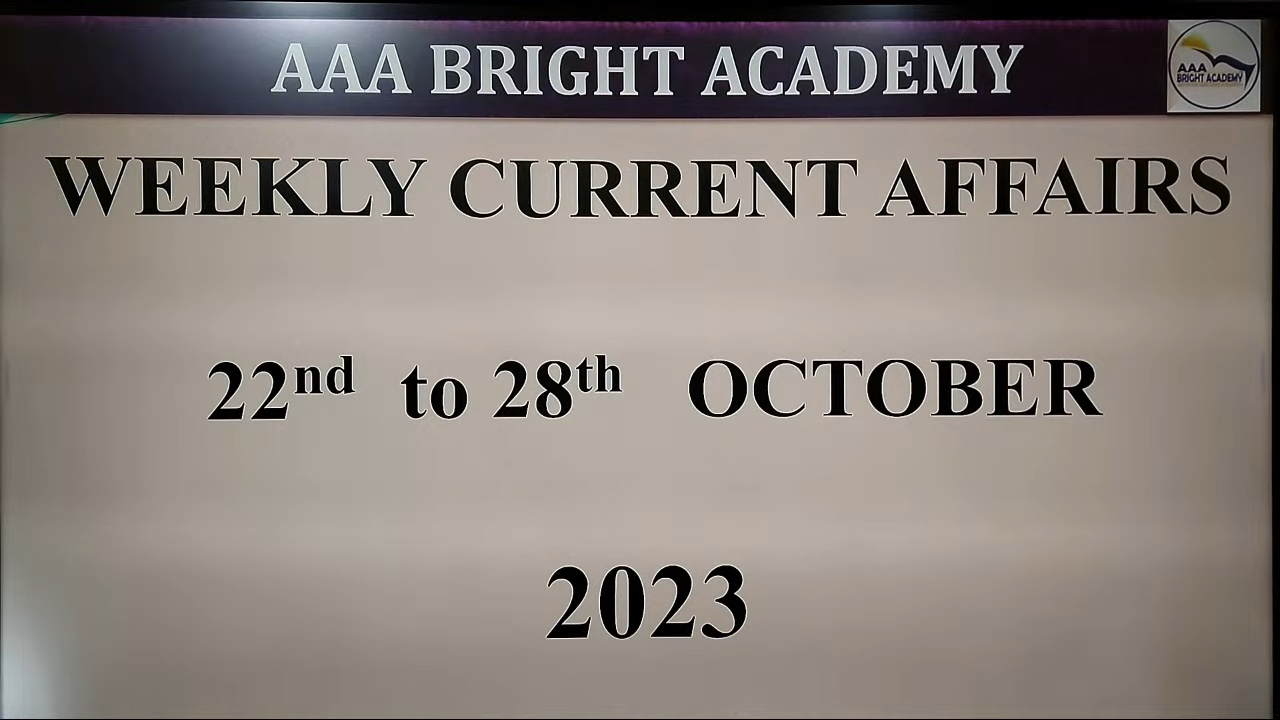 AAA BRIGHT ACADEMY
AAA
BRIGHT ACADEMY
WEEKLY CURRENT AFFAIRS
22nd to 28th OCTOBER
2023